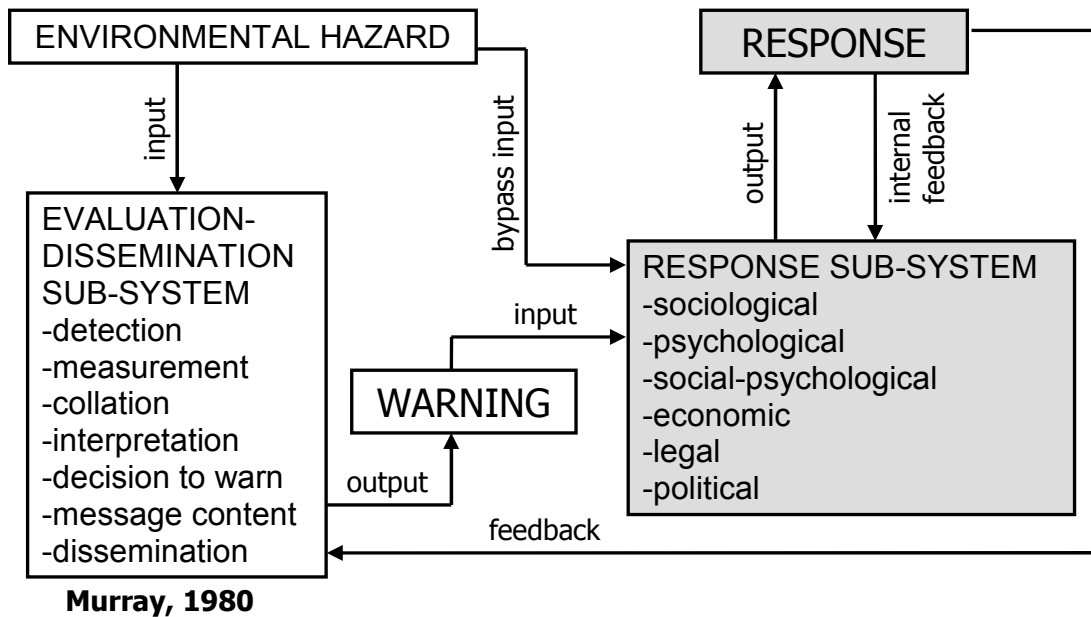 ENVIRONMENTAL HAZARD
RESPONSE
input
bypass input
output
internal
feedback
EVALUATION-
DISSEMINATION
SUB-SYSTEM
-detection
-measurement
-collation
-interpretation
-decision to warn
-message content
-dissemination
input
WARNING
output
RESPONSE SUB-SYSTEM
-sociological
-psychological
-social-psychological
-economic
-legal
-political
feedback
Murray, 1980